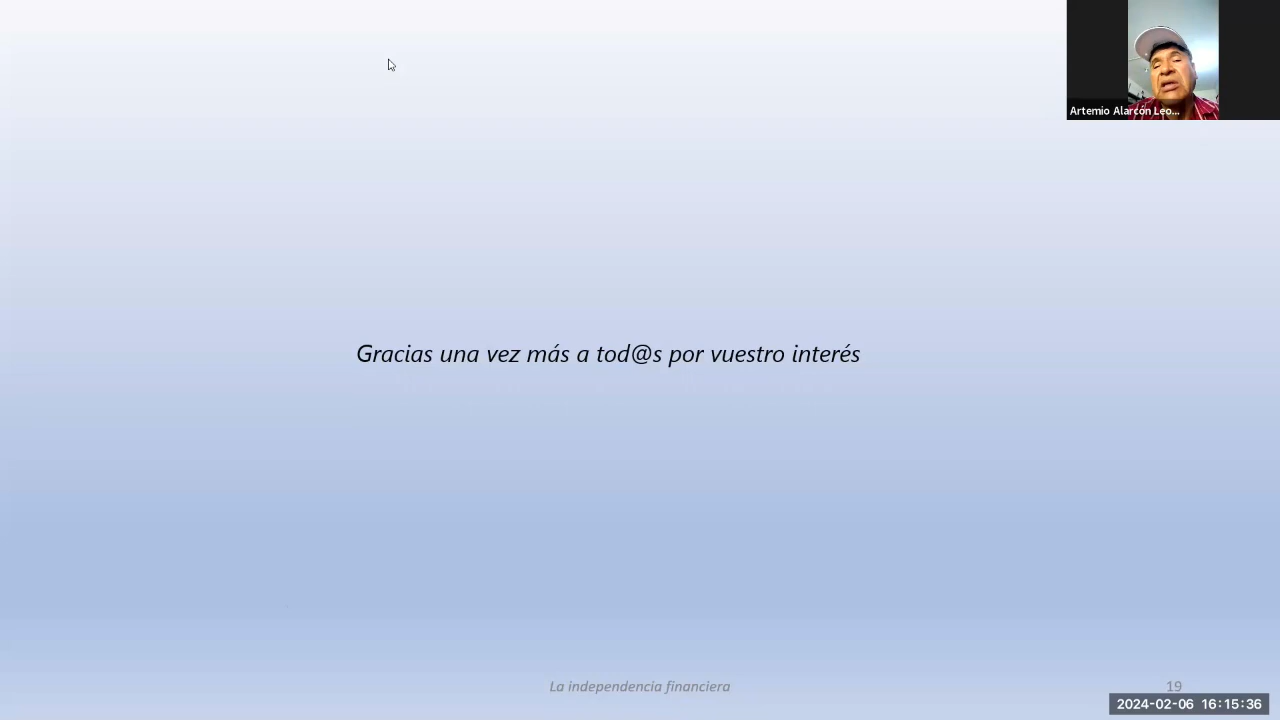 Artemio Alarcón Leo...
Gracias una vez más a tod@s por vuestro interés
La independencia financiera
19
2024-02-06 16:15:36